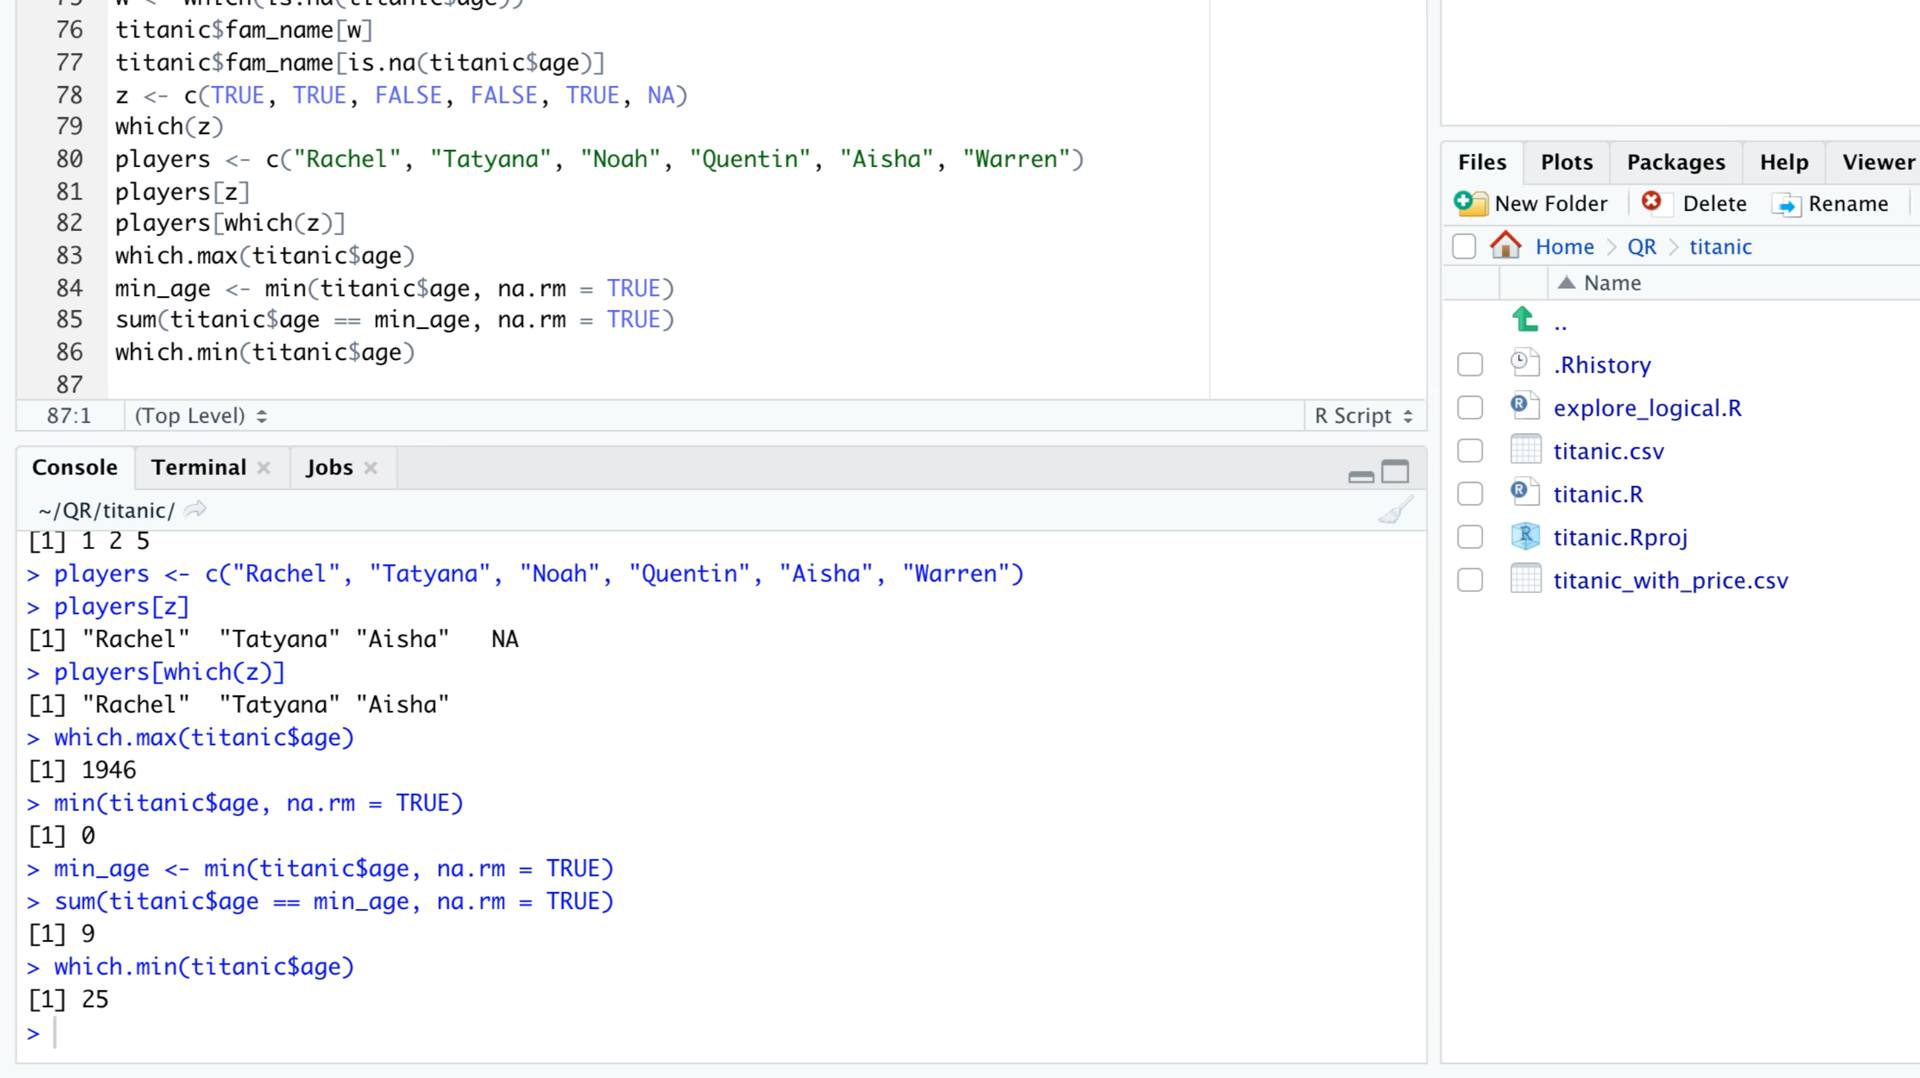 75 w <- which(is.na(titanic$age))
76 titanic$fam_name[w]
77 titanic$fam_name[is.na(titanic$age)]
78 z <- c(TRUE, TRUE, FALSE, FALSE, TRUE, NA)
79 which(z)
80 players <- c("Rachel", "Tatyana", "Noah", "Quentin", "Aisha", "Warren")
81 players[z]
82 players[which(z)]
83 which.max(titanic$age)
84 min_age <- min(titanic$age, na.rm = TRUE)
85 sum(titanic$age == min_age, na.rm = TRUE)
86 which.min(titanic$age)
87
87:1 (Top Level) R Script
Console Terminal Jobs
~/QR/titanic/
[1] 1 2 5
> players <- c("Rachel", "Tatyana", "Noah", "Quentin", "Aisha", "Warren")
> players[z]
[1] "Rachel"  "Tatyana" "Aisha"   NA
> players[which(z)]
[1] "Rachel"  "Tatyana" "Aisha"
> which.max(titanic$age)
[1] 1946
> min(titanic$age, na.rm = TRUE)
[1] 0
> min_age <- min(titanic$age, na.rm = TRUE)
> sum(titanic$age == min_age, na.rm = TRUE)
[1] 9
> which.min(titanic$age)
[1] 25
>
Files Plots Packages Help Viewer
New Folder Delete Rename
Home QR titanic
Name
..
.Rhistory
explore_logical.R
titanic.csv
titanic.R
titanic.Rproj
titanic_with_price.csv